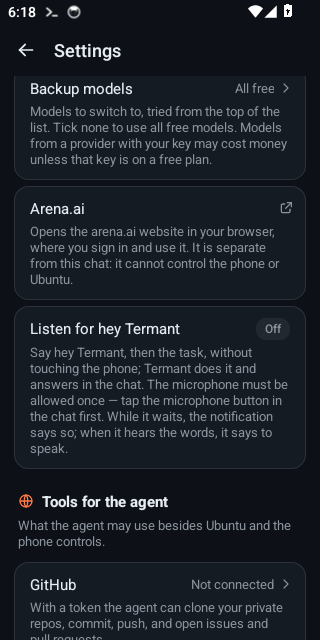 6:18
Settings
Backup models
All free
Models to switch to, tried from the top of the
list. Tick none to use all free models. Models
from a provider with your key may cost money
unless that key is on a free plan.
Arena.ai
Opens the arena.ai website in your browser,
where you sign in and use it. It is separate
from this chat: it cannot control the phone or
Ubuntu.
Listen for hey Termant
Off
Say hey Termant, then the task, without
touching the phone; Termant does it and
answers in the chat. The microphone must be
allowed once — tap the microphone button in
the chat first. While it waits, the notification
says so; when it hears the words, it says to
speak.
Tools for the agent
What the agent may use besides Ubuntu and the
phone controls.
GitHub
Not connected
With a token the agent can clone your private
repos, commit, push, and open issues and
pull requests.